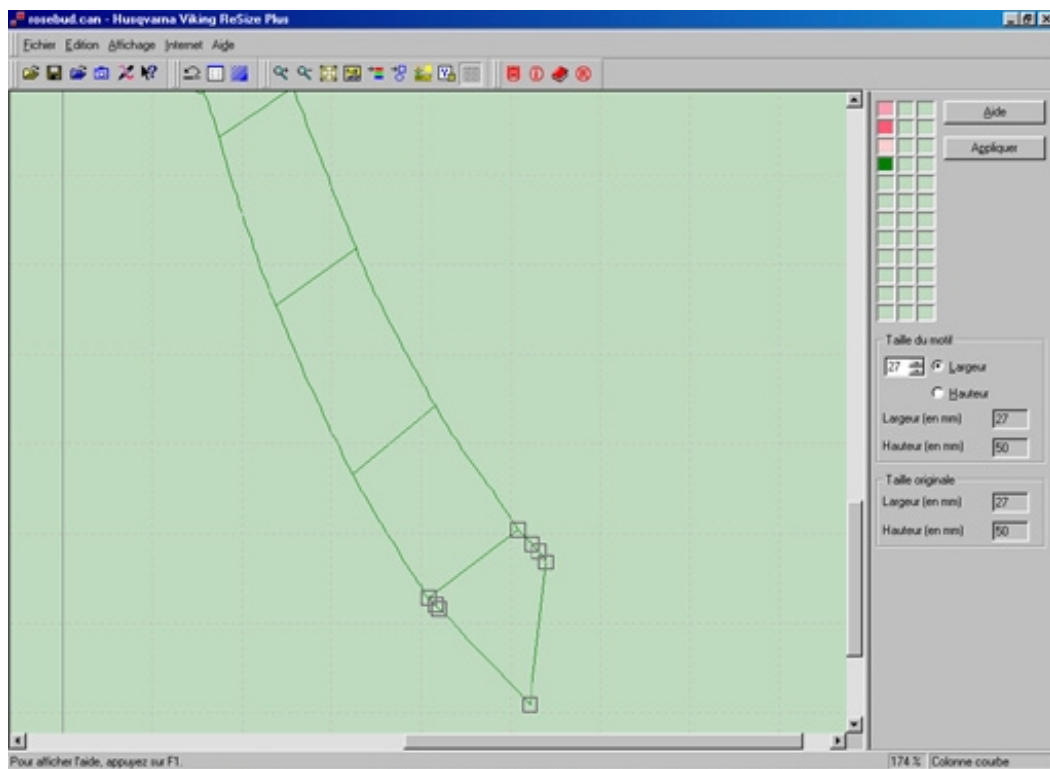 rosebud.can - Husqvarna Viking ReSize Plus
Fichier Edition Affichage Internet Aide
Aide
Appliquer
Taille du motif
27 Largeur
Hauteur
Largeur (en mm) 27
Hauteur (en mm) 50
Taille originale
Largeur (en mm) 27
Hauteur (en mm) 50
Pour afficher l'aide, appuyez sur F1.
174 % Colonne courbe